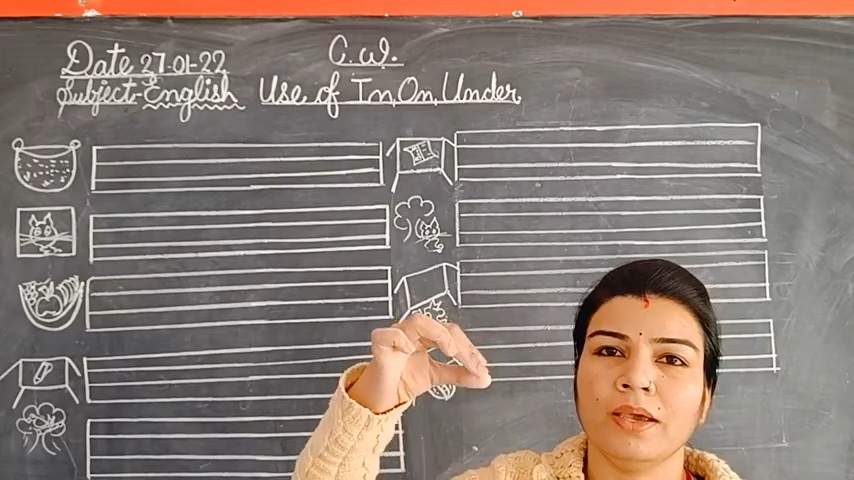 C.W.
Date 27-01-22
Subject-English
Use of In,On,Under